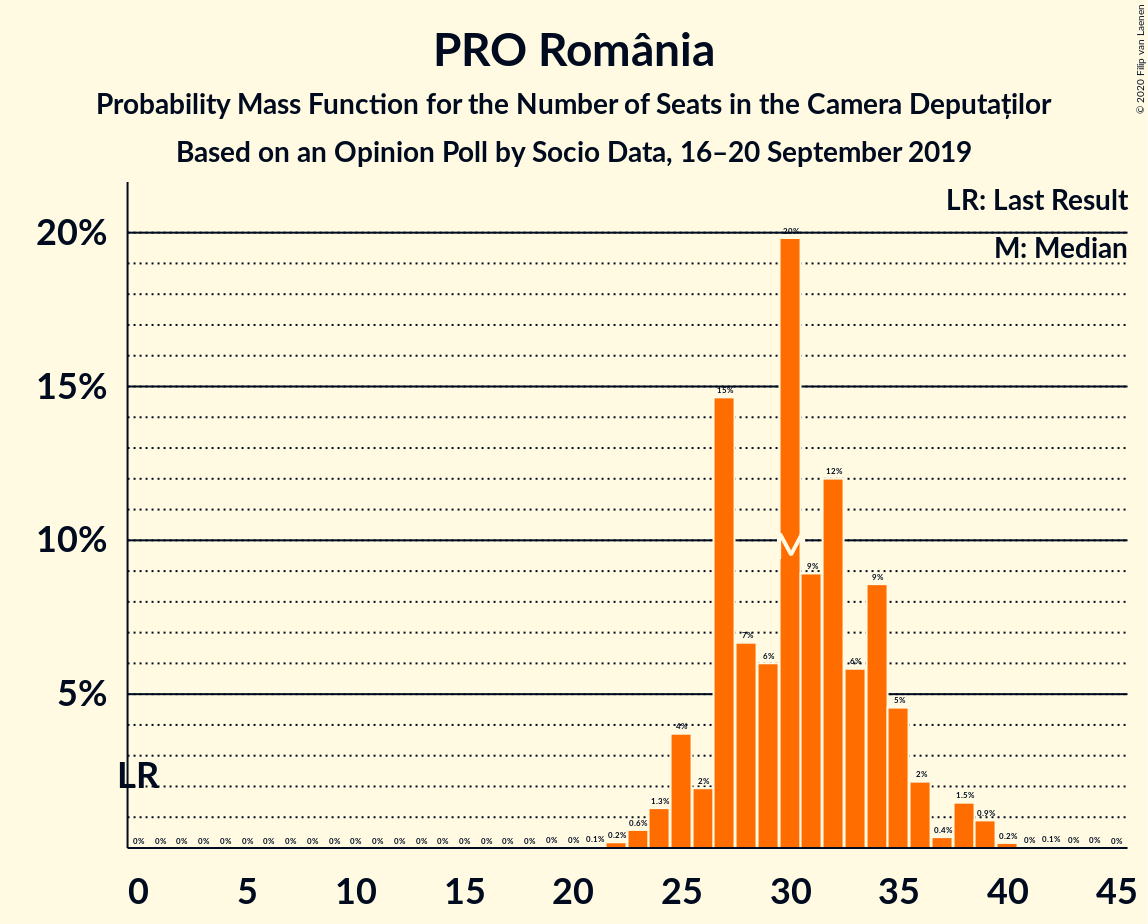 PRO România
Probability Mass Function for the Number of Seats in the Camera Deputaților
Based on an Opinion Poll by Socio Data, 16–20 September 2019
© 2020 Filip van Laenen
LR: Last Result
M: Median
20%
15%
10%
5%
LR
M
0% 0% 0% 0% 0% 0% 0% 0% 0% 0% 0% 0% 0% 0% 0% 0% 0% 0% 0% 0% 0% 0.1% 0.2% 0.6% 1.3% 4% 2% 15% 7% 6% 20% 9% 12% 6% 9% 5% 2% 0.4% 1.5% 0.9% 0.2% 0% 0.1% 0% 0% 0%
0 5 10 15 20 25 30 35 40 45